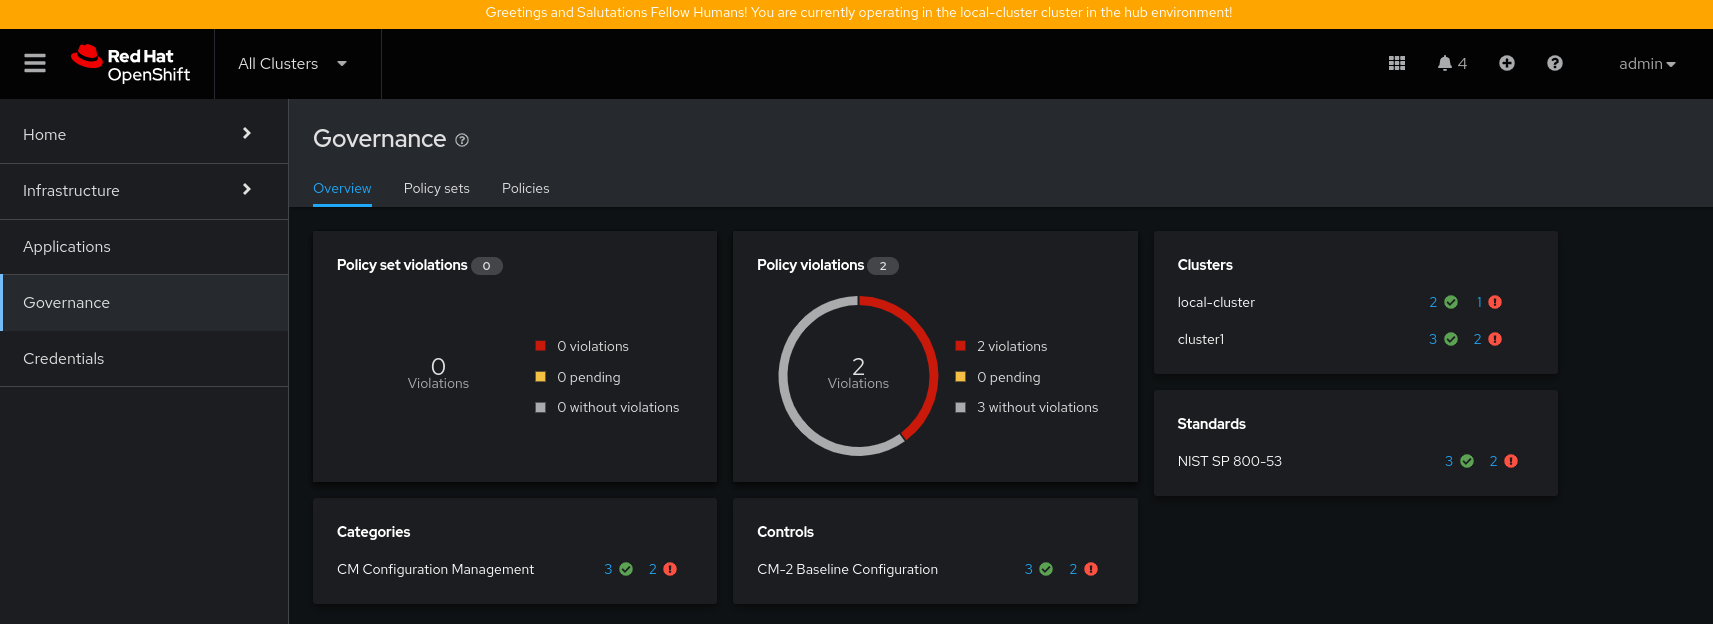 Greetings and Salutations Fellow Humans! You are currently operating in the local-cluster cluster in the hub environment!
Red Hat
OpenShift
All Clusters
4
admin
Home
Infrastructure
Applications
Governance
Credentials
Governance
Overview Policy sets Policies
Policy set violations 0
0
Violations
0 violations
0 pending
0 without violations
Policy violations 2
2
Violations
2 violations
0 pending
3 without violations
Clusters
local-cluster 2 1
cluster1 3 2
Standards
NIST SP 800-53 3 2
Categories
CM Configuration Management 3 2
Controls
CM-2 Baseline Configuration 3 2